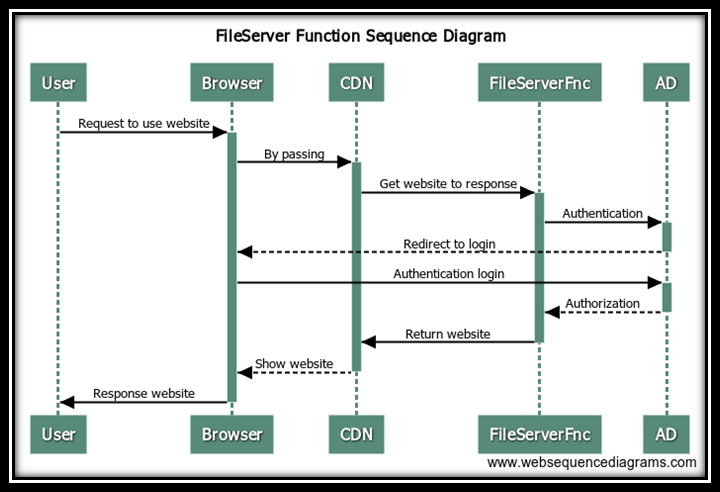 FileServer Function Sequence Diagram
User Browser CDN FileServerFnc AD
Request to use website
By passing
Get website to response
Authentication
Redirect to login
Authentication login
Authorization
Return website
Show website
Response website
User Browser CDN FileServerFnc AD
www.websequencediagrams.com